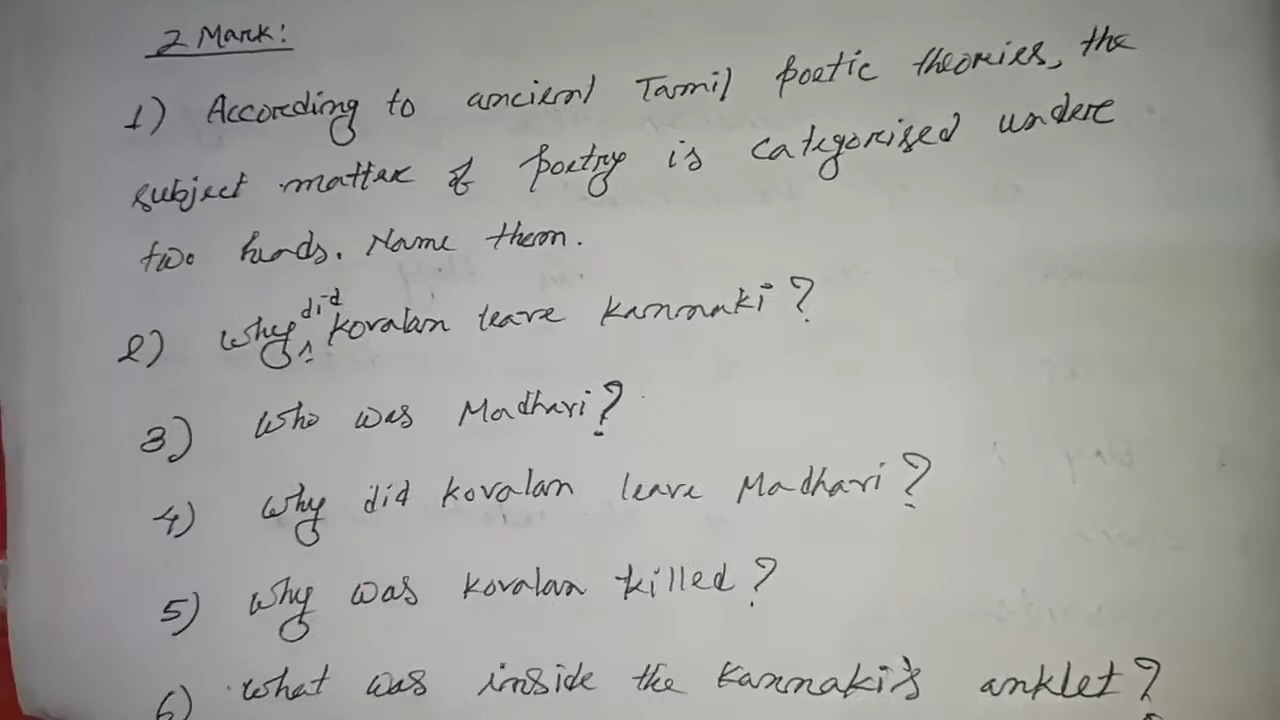 2 Mark:
1) According to ancient Tamil poetic theories, the
subject matter of poetry is categorised under
two heads. Name them.
2) Why did Kovalan leave Kannaki?
3) Who was Madhavi?
4) Why did Kovalan leave Madhavi?
5) Why was Kovalan killed?
6) What was inside the Kannaki's anklet?